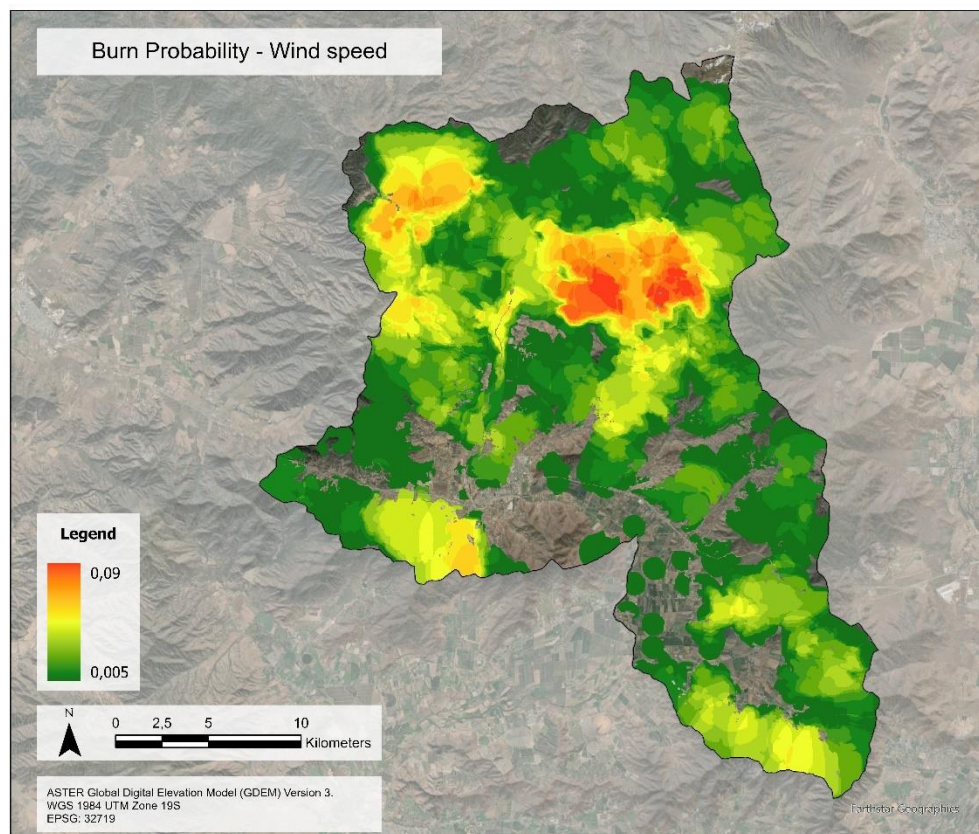 Burn Probability - Wind speed
Legend
0,09
0,005
N
0 2,5 5 10
Kilometers
ASTER Global Digital Elevation Model (GDEM) Version 3.
WGS 1984 UTM Zone 19S
EPSG: 32719
Earthstar Geographics